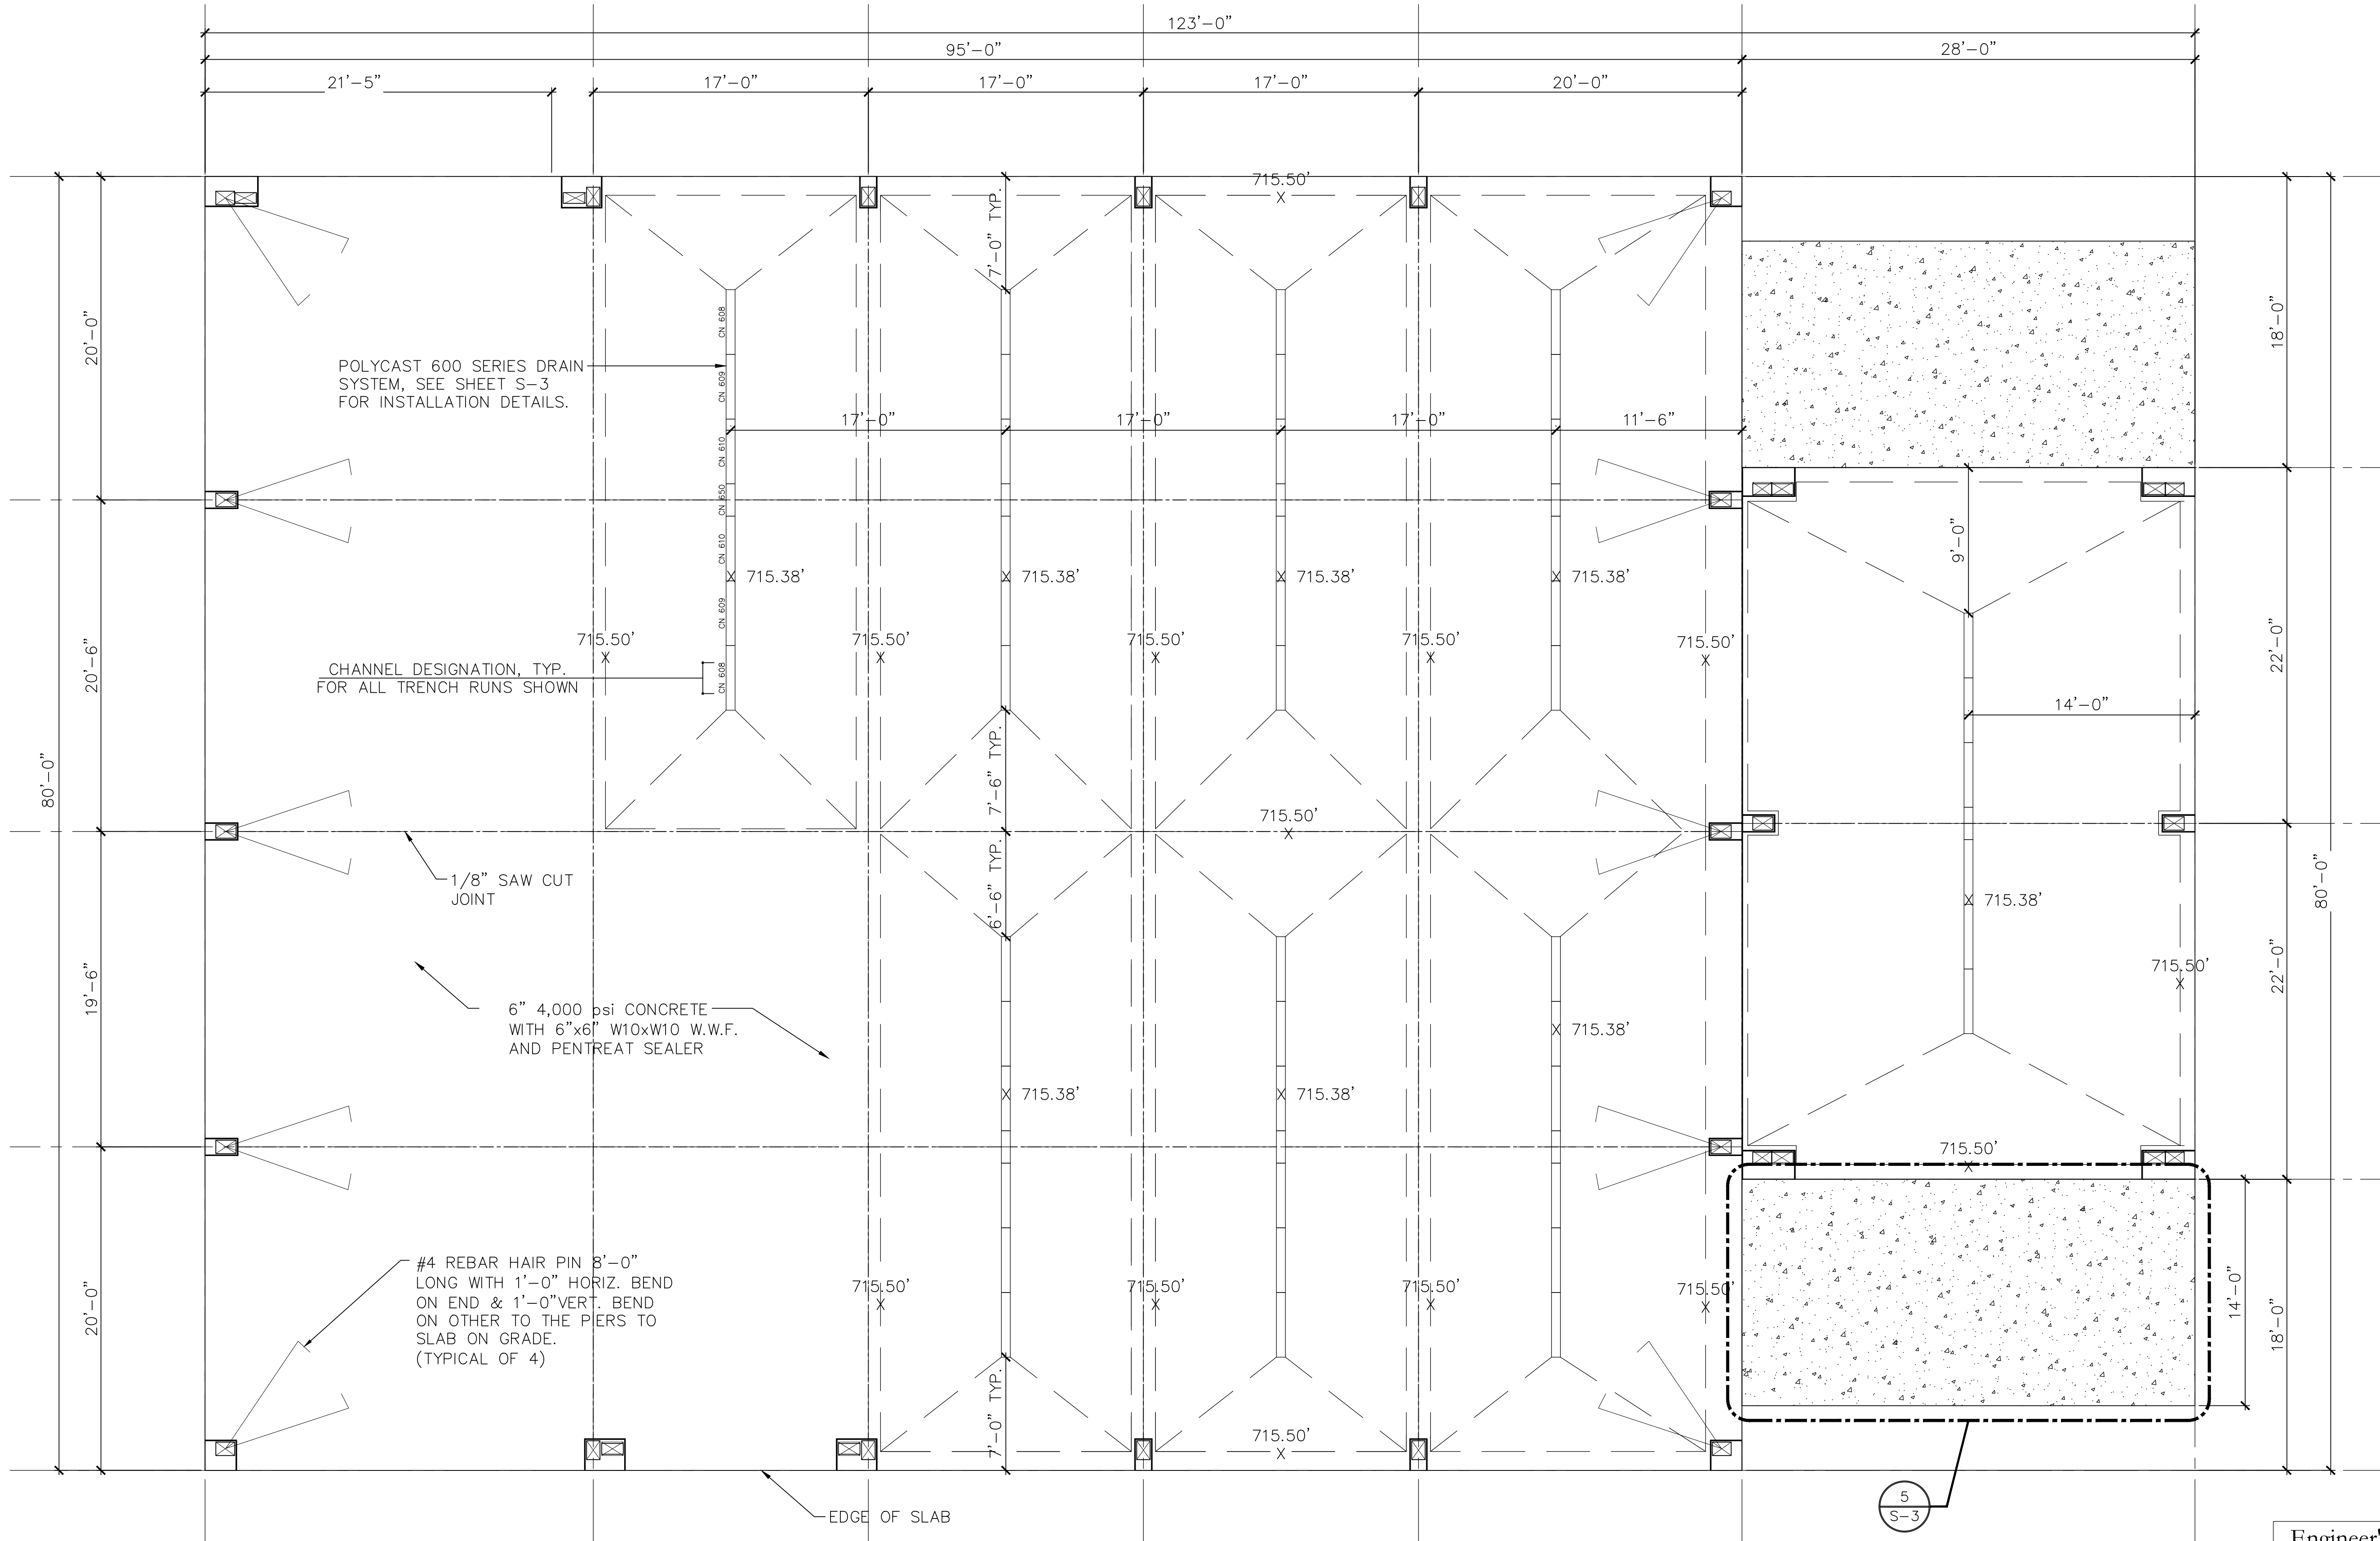 123'-0"
95'-0"
28'-0"
21'-5"
17'-0"
17'-0"
17'-0"
20'-0"
715.50'
7'-0" TYP.
20'-0"
18'-0"
CN 608
POLYCAST 600 SERIES DRAIN
SYSTEM, SEE SHEET S-3
FOR INSTALLATION DETAILS.
CN 609
17'-0"
17'-0"
17'-0"
11'-6"
CN 610
CN 650
CN 610
9'-0"
715.38'
715.38'
715.38'
715.38'
CN 609
715.50'
715.50'
715.50'
715.50'
715.50'
20'-6"
22'-0"
CHANNEL DESIGNATION, TYP.
FOR ALL TRENCH RUNS SHOWN
CN 608
14'-0"
7'-6" TYP.
80'-0"
715.50'
6'-6" TYP.
80'-0"
1/8" SAW CUT
JOINT
715.38'
19'-6"
715.50'
22'-0"
6" 4,000 psi CONCRETE
WITH 6"x6" W10xW10 W.W.F.
AND PENTREAT SEALER
715.38'
715.38'
715.38'
715.50'
#4 REBAR HAIR PIN 8'-0"
LONG WITH 1'-0" HORIZ. BEND
ON END & 1'-0"VERT. BEND
ON OTHER TO THE PIERS TO
SLAB ON GRADE.
(TYPICAL OF 4)
715.50'
715.50'
715.50'
715.50'
20'-0"
14'-0"
18'-0"
7'-0" TYP.
715.50'
EDGE OF SLAB
5
S-3
Engineer'